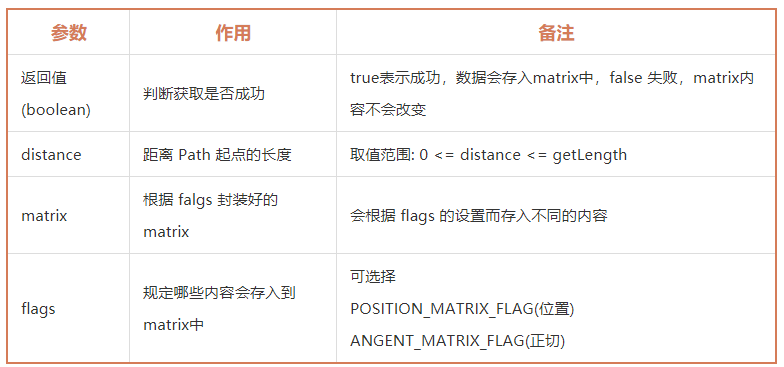 参数 作用 备注
返回值 (boolean) 判断获取是否成功 true表示成功，数据会存入matrix中，false 失败，matrix内
容不会改变
distance 距离 Path 起点的长度 取值范围: 0 <= distance <= getLength
matrix 根据 falgs 封装好的
matrix 会根据 flags 的设置而存入不同的内容
flags 规定哪些内容会存入到
matrix中 可选择
POSITION_MATRIX_FLAG(位置)
ANGENT_MATRIX_FLAG(正切)